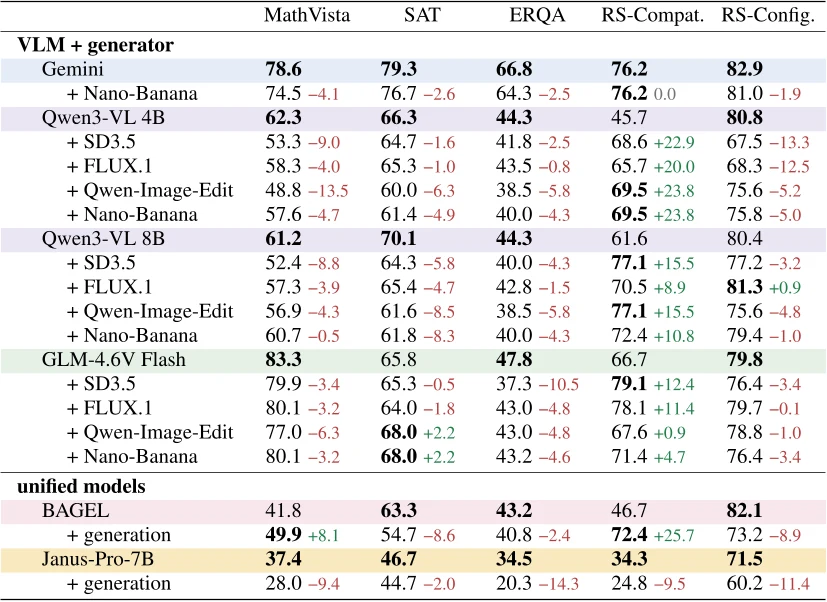 MathVista SAT ERQA RS-Compat. RS-Config.
VLM + generator
Gemini 78.6 79.3 66.8 76.2 82.9
+ Nano-Banana 74.5 −4.1 76.7 −2.6 64.3 −2.5 76.2 0.0 81.0 −1.9
Qwen3-VL 4B 62.3 66.3 44.3 45.7 80.8
+ SD3.5 53.3 −9.0 64.7 −1.6 41.8 −2.5 68.6 +22.9 67.5 −13.3
+ FLUX.1 58.3 −4.0 65.3 −1.0 43.5 −0.8 65.7 +20.0 68.3 −12.5
+ Qwen-Image-Edit 48.8 −13.5 60.0 −6.3 38.5 −5.8 69.5 +23.8 75.6 −5.2
+ Nano-Banana 57.6 −4.7 61.4 −4.9 40.0 −4.3 69.5 +23.8 75.8 −5.0
Qwen3-VL 8B 61.2 70.1 44.3 61.6 80.4
+ SD3.5 52.4 −8.8 64.3 −5.8 40.0 −4.3 77.1 +15.5 77.2 −3.2
+ FLUX.1 57.3 −3.9 65.4 −4.7 42.8 −1.5 70.5 +8.9 81.3 +0.9
+ Qwen-Image-Edit 56.9 −4.3 61.6 −8.5 38.5 −5.8 77.1 +15.5 75.6 −4.8
+ Nano-Banana 60.7 −0.5 61.8 −8.3 40.0 −4.3 72.4 +10.8 79.4 −1.0
GLM-4.6V Flash 83.3 65.8 47.8 66.7 79.8
+ SD3.5 79.9 −3.4 65.3 −0.5 37.3 −10.5 79.1 +12.4 76.4 −3.4
+ FLUX.1 80.1 −3.2 64.0 −1.8 43.0 −4.8 78.1 +11.4 79.7 −0.1
+ Qwen-Image-Edit 77.0 −6.3 68.0 +2.2 43.0 −4.8 67.6 +0.9 78.8 −1.0
+ Nano-Banana 80.1 −3.2 68.0 +2.2 43.2 −4.6 71.4 +4.7 76.4 −3.4
unified models
BAGEL 41.8 63.3 43.2 46.7 82.1
+ generation 49.9 +8.1 54.7 −8.6 40.8 −2.4 72.4 +25.7 73.2 −8.9
Janus-Pro-7B 37.4 46.7 34.5 34.3 71.5
+ generation 28.0 −9.4 44.7 −2.0 20.3 −14.3 24.8 −9.5 60.2 −11.4